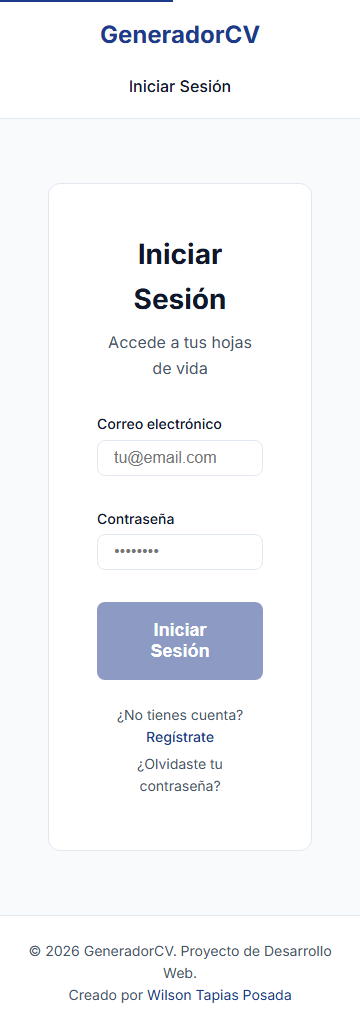 GeneradorCV
Iniciar Sesión
Iniciar
Sesión
Accede a tus hojas
de vida
Correo electrónico
tu@email.com
Contraseña
••••••••
Iniciar
Sesión
¿No tienes cuenta?
Regístrate
¿Olvidaste tu
contraseña?
© 2026 GeneradorCV. Proyecto de Desarrollo
Web.
Creado por Wilson Tapias Posada